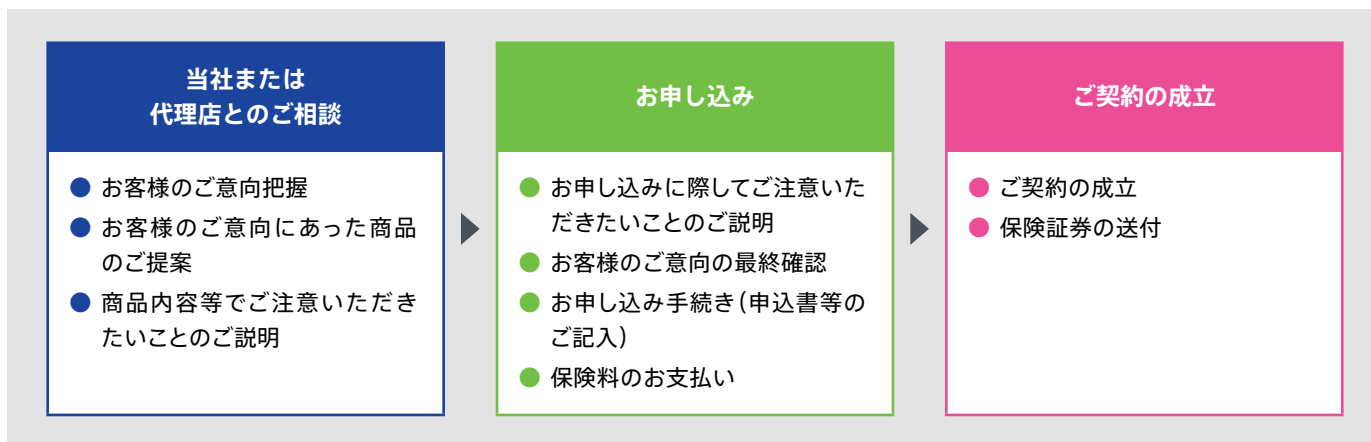 当社または
代理店とのご相談
● お客様のご意向把握
● お客様のご意向にあった商品
のご提案
● 商品内容等でご注意いただき
たいことのご説明
お申し込み
● お申し込みに際してご注意いた
だきたいことのご説明
● お客様のご意向の最終確認
● お申し込み手続き(申込書等の
ご記入)
● 保険料のお支払い
ご契約の成立
● ご契約の成立
● 保険証券の送付